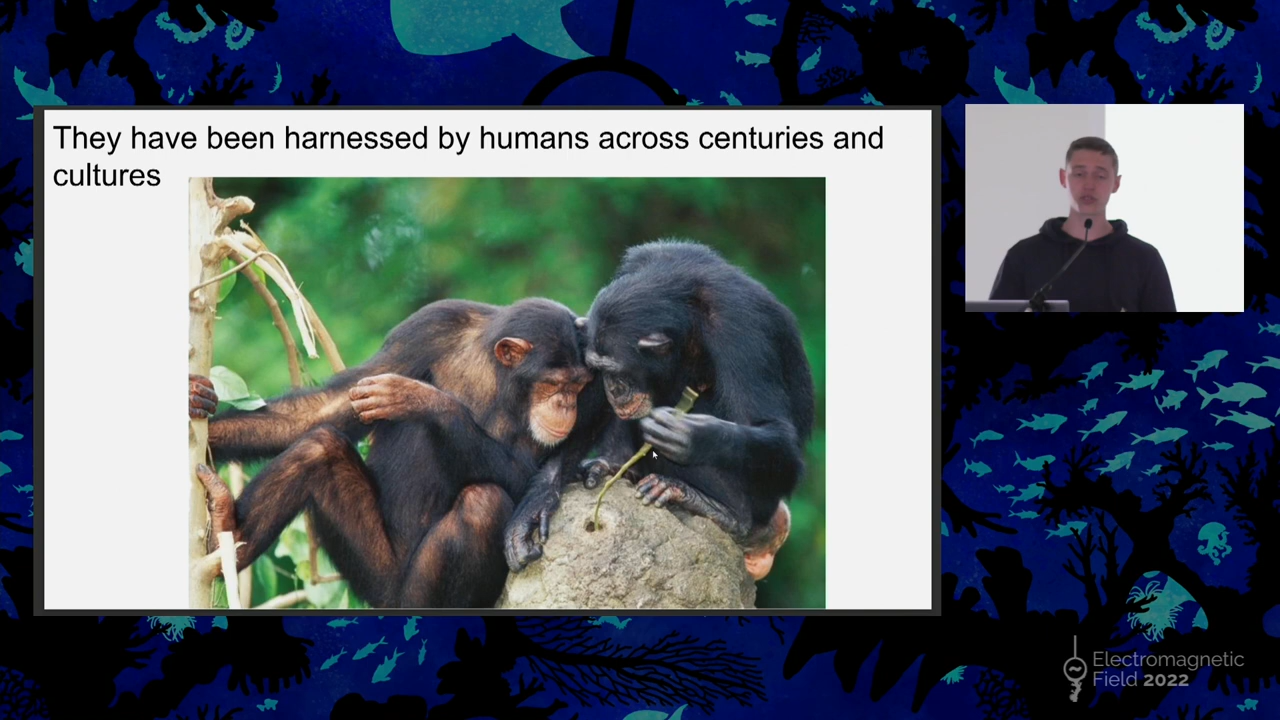 They have been harnessed by humans across centuries and
cultures
Electromagnetic
Field 2022